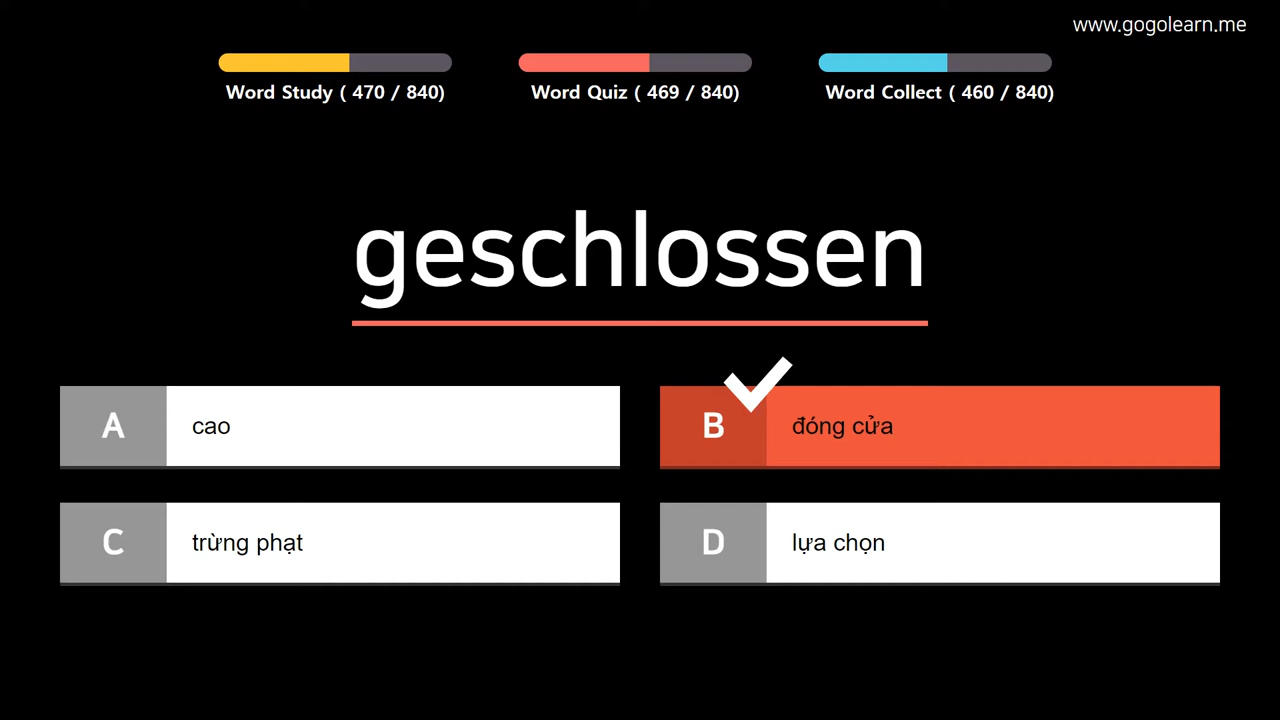 www.gogolearn.me
Word Study ( 470 / 840)
Word Quiz ( 469 / 840)
Word Collect ( 460 / 840)
geschlossen
A cao
B đóng cửa
C trừng phạt
D lựa chọn